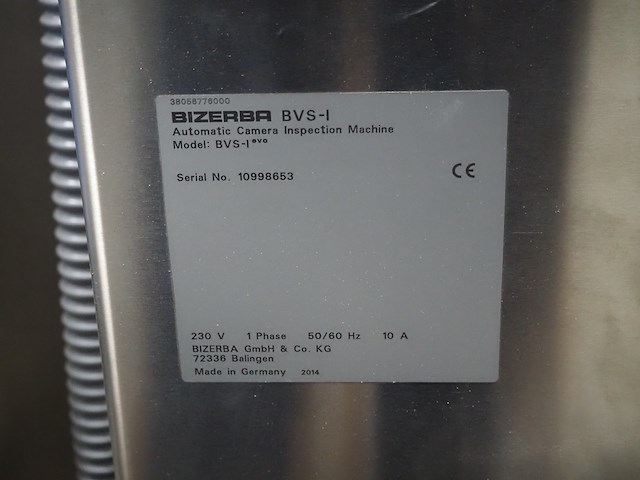 38066776000
BIZERBA BVS-I
Automatic Camera Inspection Machine
Model: BVS-I evo
Serial No. 10998653
CE
230 V 1 Phase 50/60 Hz 10 A
BIZERBA GmbH & Co. KG
72336 Balingen
Made in Germany 2014